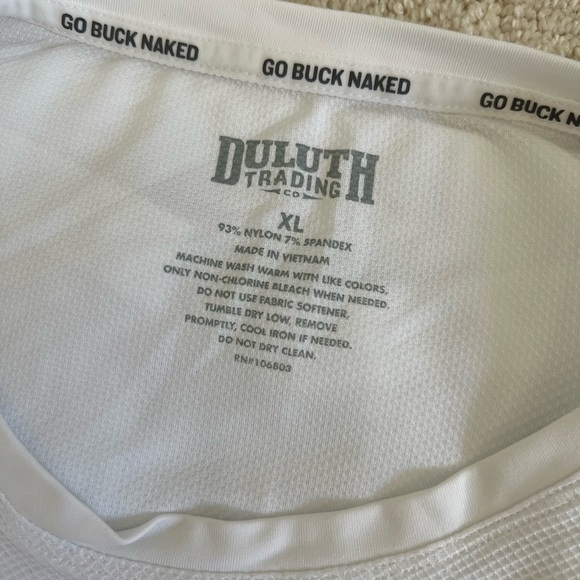 GO BUCK NAKED
GO BUCK NAKED
GO BUCK N
DULUTH
TRADING
CO
XL
93% NYLON 7% SPANDEX
MADE IN VIETNAM
MACHINE WASH WARM WITH LIKE COLORS,
ONLY NON-CHLORINE BLEACH WHEN NEEDED.
DO NOT USE FABRIC SOFTENER,
TUMBLE DRY LOW, REMOVE
PROMPTLY, COOL IRON IF NEEDED.
DO NOT DRY CLEAN.
RN#106803